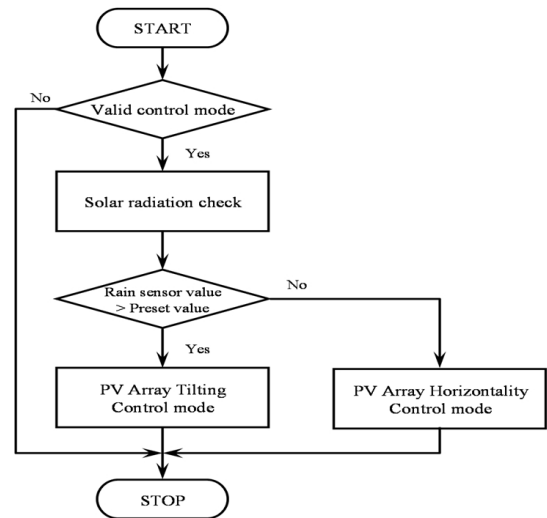 START
No
Valid control mode
Yes
Solar radiation check
Rain sensor value
> Preset value
No
Yes
PV Array Tilting
Control mode
PV Array Horizontality
Control mode
STOP